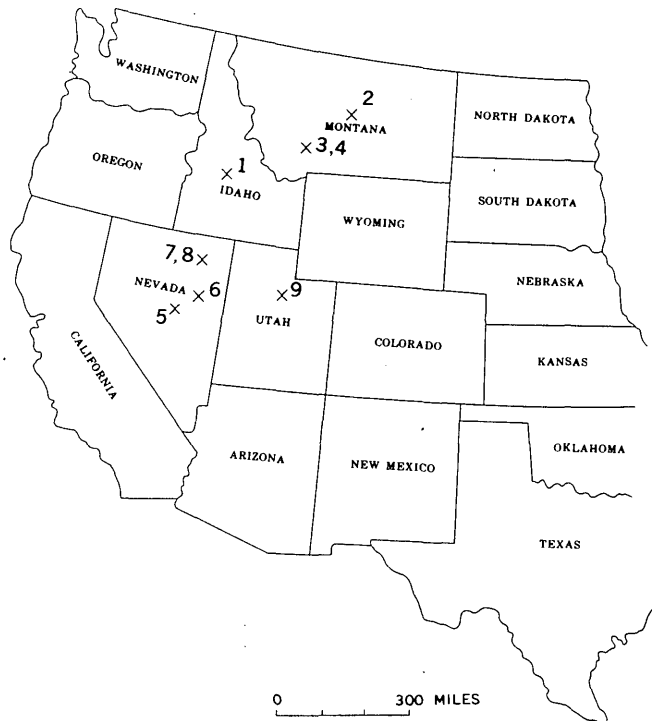 WASHINGTON
2
MONTANA
NORTH DAKOTA
3,4
OREGON
1
IDAHO
SOUTH DAKOTA
WYOMING
7,8
NEVADA
6
5
9
UTAH
NEBRASKA
CALIFORNIA
COLORADO
KANSAS
ARIZONA
NEW MEXICO
OKLAHOMA
TEXAS
0 300 MILES